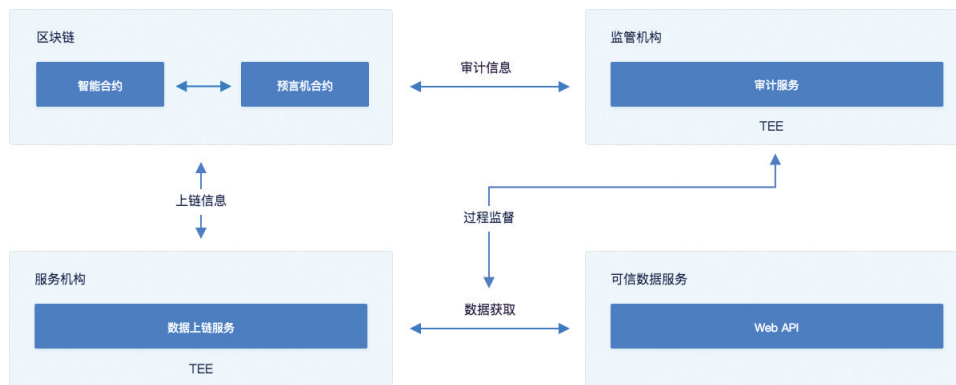 区块链
监管机构
智能合约
预言机合约
审计信息
审计服务
TEE
上链信息
过程监督
服务机构
可信数据服务
数据获取
数据上链服务
Web API
TEE